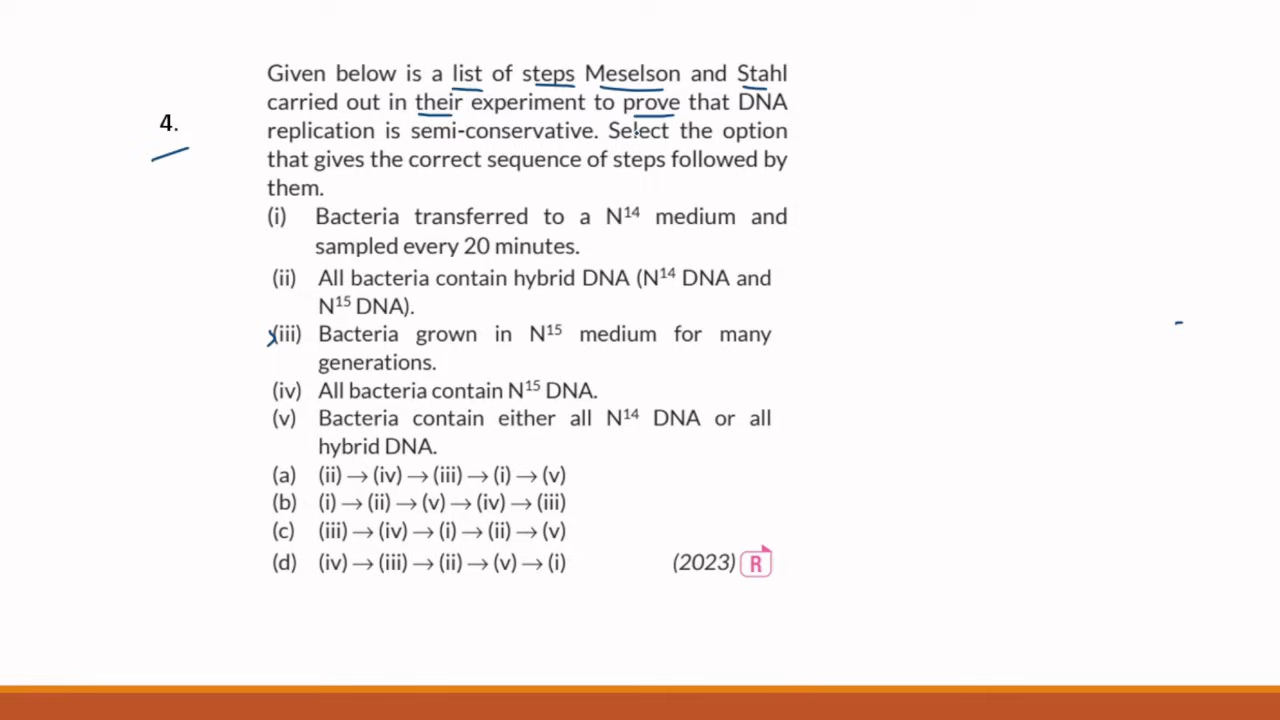 Given below is a list of steps Meselson and Stahl
carried out in their experiment to prove that DNA
4.
replication is semi-conservative. Select the option
that gives the correct sequence of steps followed by
them.
(i) Bacteria transferred to a N¹⁴ medium and
sampled every 20 minutes.
(ii) All bacteria contain hybrid DNA (N¹⁴ DNA and
N¹⁵ DNA).
(iii) Bacteria grown in N¹⁵ medium for many
generations.
(iv) All bacteria contain N¹⁵ DNA.
(v) Bacteria contain either all N¹⁴ DNA or all
hybrid DNA.
(a) (ii) → (iv) → (iii) → (i) → (v)
(b) (i) → (ii) → (v) → (iv) → (iii)
(c) (iii) → (iv) → (i) → (ii) → (v)
(d) (iv) → (iii) → (ii) → (v) → (i) (2023) R